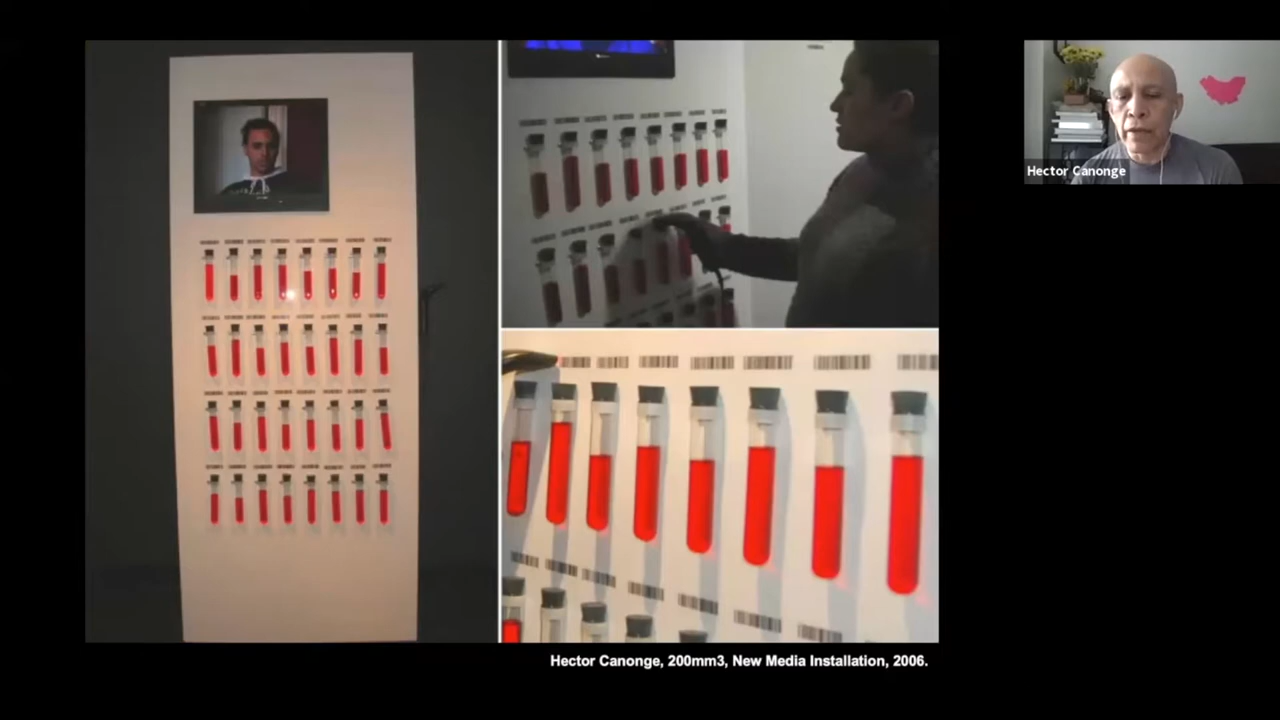 Hector Canonge
Hector Canonge, 200mm3, New Media Installation, 2006.